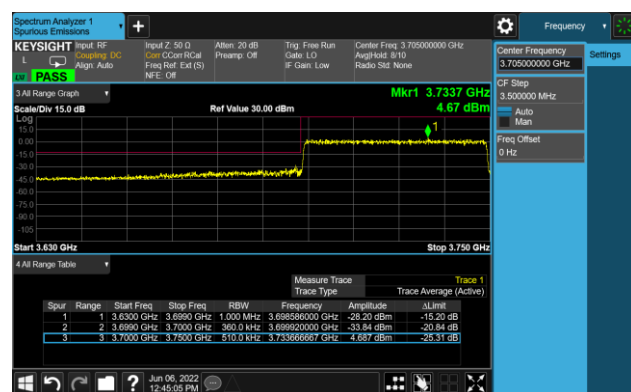 Spectrum Analyzer 1
Spurious Emissions
Frequency
KEYSIGHT
L
LW PASS
Input: RF
Coupling: DC
Align: Auto
Input Z: 50 Ω
Corr CCorr RCal
Freq Ref: Ext (S)
NFE: Off
Atten: 20 dB
Preamp: Off
Trig: Free Run
Gate: LO
IF Gain: Low
Center Freq: 3.705000000 GHz
Avg|Hold: 8/10
Radio Std: None
Center Frequency
3.705000000 GHz
Settings
CF Step
3.500000 MHz
Auto
Man
Freq Offset
0 Hz
3 All Range Graph
Mkr1 3.7337 GHz
Scale/Div 15.0 dB
Ref Value 30.00 dBm
4.67 dBm
Log
15.0
0.00
-15.0
-30.0
-45.0
-60.0
-75.0
-90.0
-105
1
Start 3.630 GHz
Stop 3.750 GHz
4 All Range Table
Measure Trace Trace 1
Trace Type Trace Average (Active)
Spur Range Start Freq Stop Freq RBW Frequency Amplitude ΔLimit
1 1 3.6300 GHz 3.6990 GHz 1.000 MHz 3.698586000 GHz -28.20 dBm -15.20 dB
2 2 3.6990 GHz 3.7000 GHz 360.0 kHz 3.699920000 GHz -33.84 dBm -20.84 dB
3 3 3.7000 GHz 3.7500 GHz 510.0 kHz 3.733666667 GHz 4.687 dBm -25.31 dB
?
Jun 06, 2022
12:45:05 PM